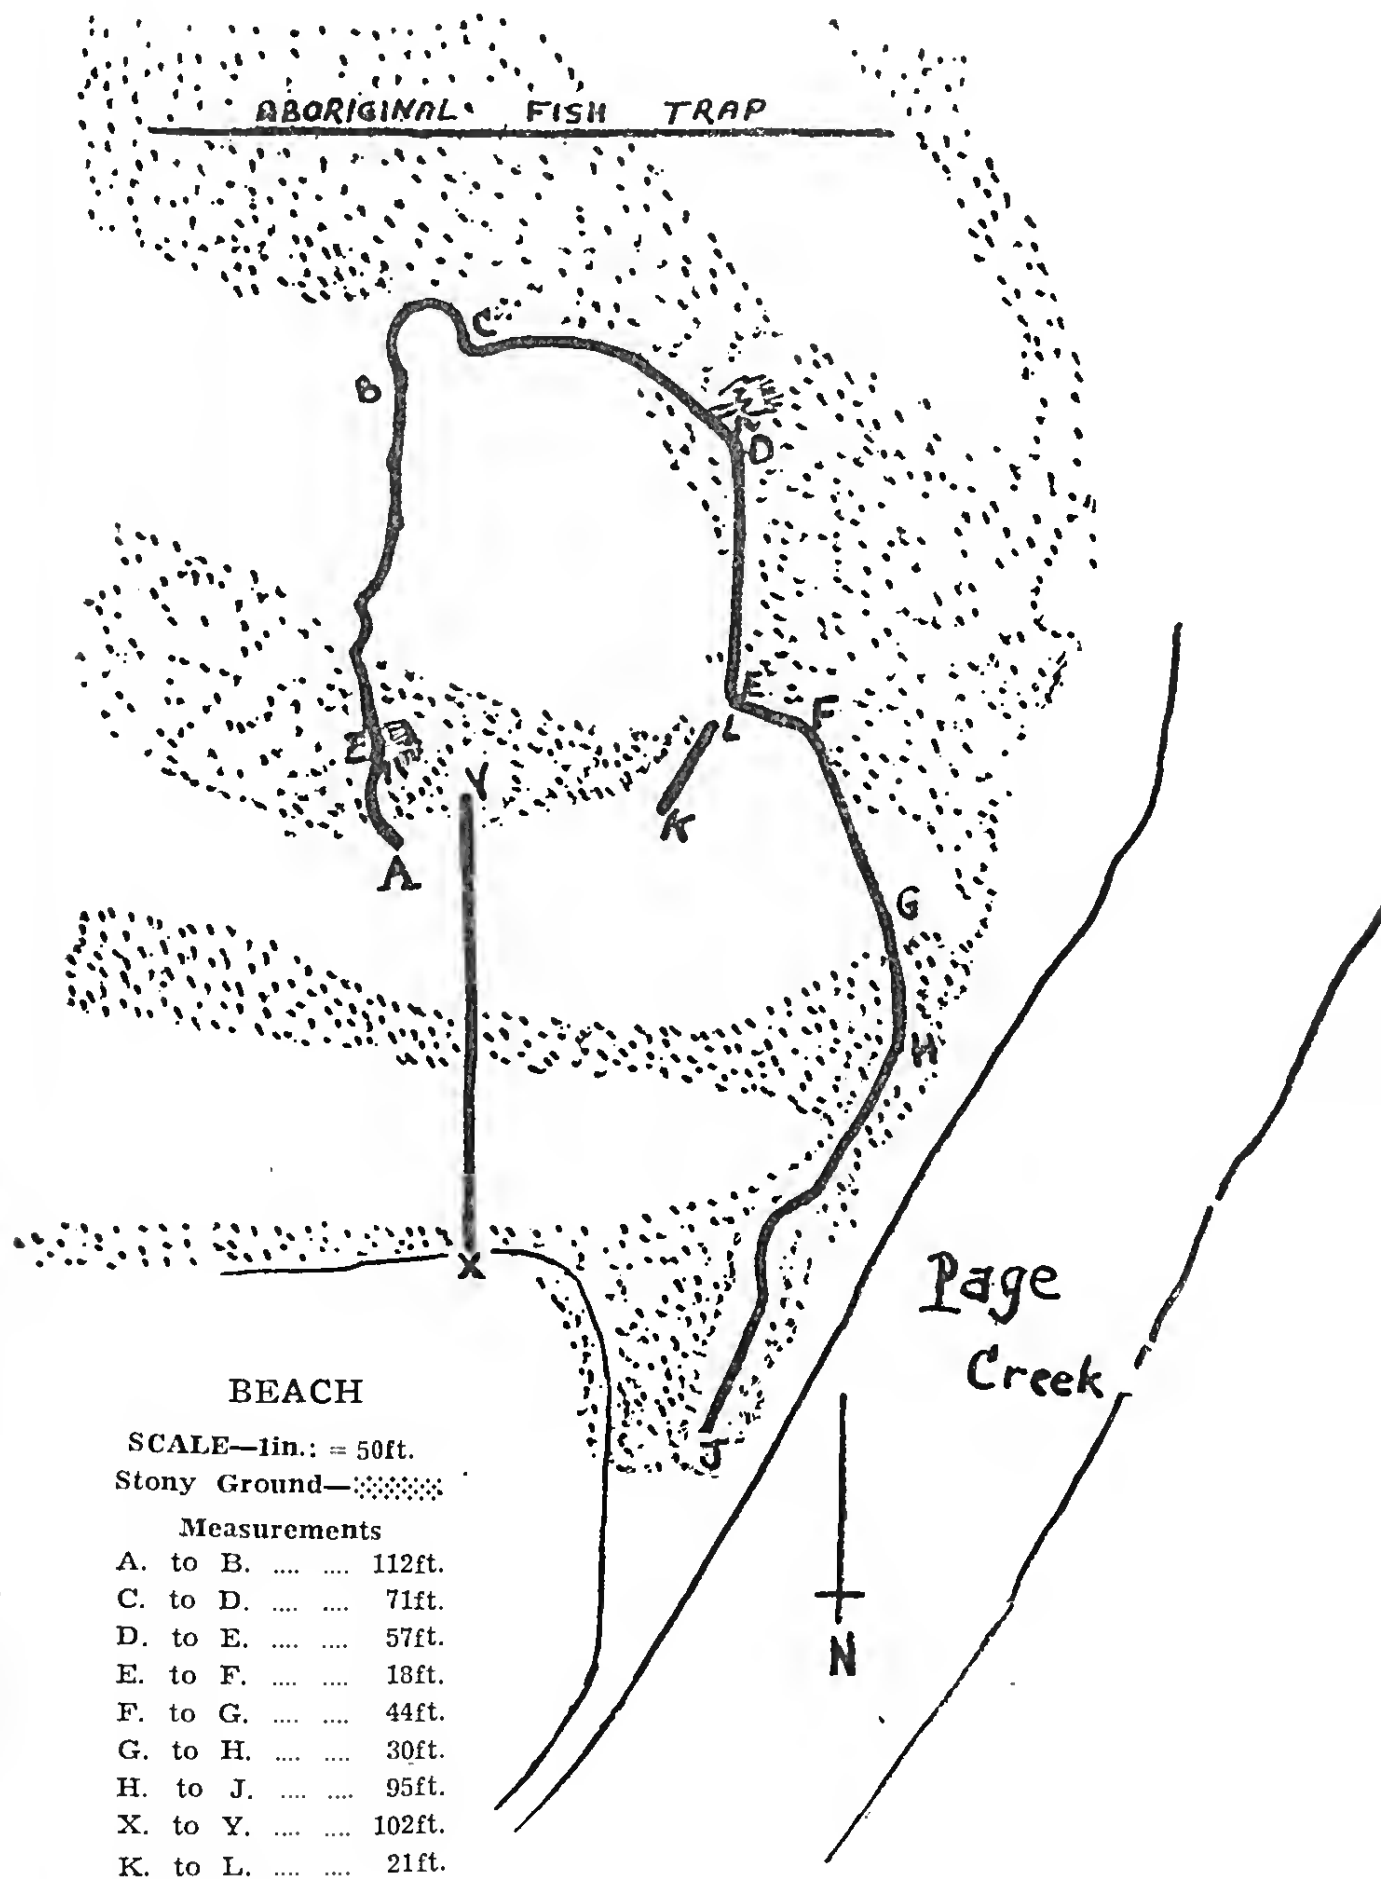 ABORIGINAL FISH TRAP
C
B
D
E
F
L
E
Y
K
A
G
H
X
Page
Creek
J
N
BEACH
SCALE—1in.: = 50ft.
Stony Ground—
Measurements
A. to B. .... .... 112ft.
C. to D. .... .... 71ft.
D. to E. .... .... 57ft.
E. to F. .... .... 18ft.
F. to G. .... .... 44ft.
G. to H. .... .... 30ft.
H. to J. .... .... 95ft.
X. to Y. .... .... 102ft.
K. to L. .... .... 21ft.